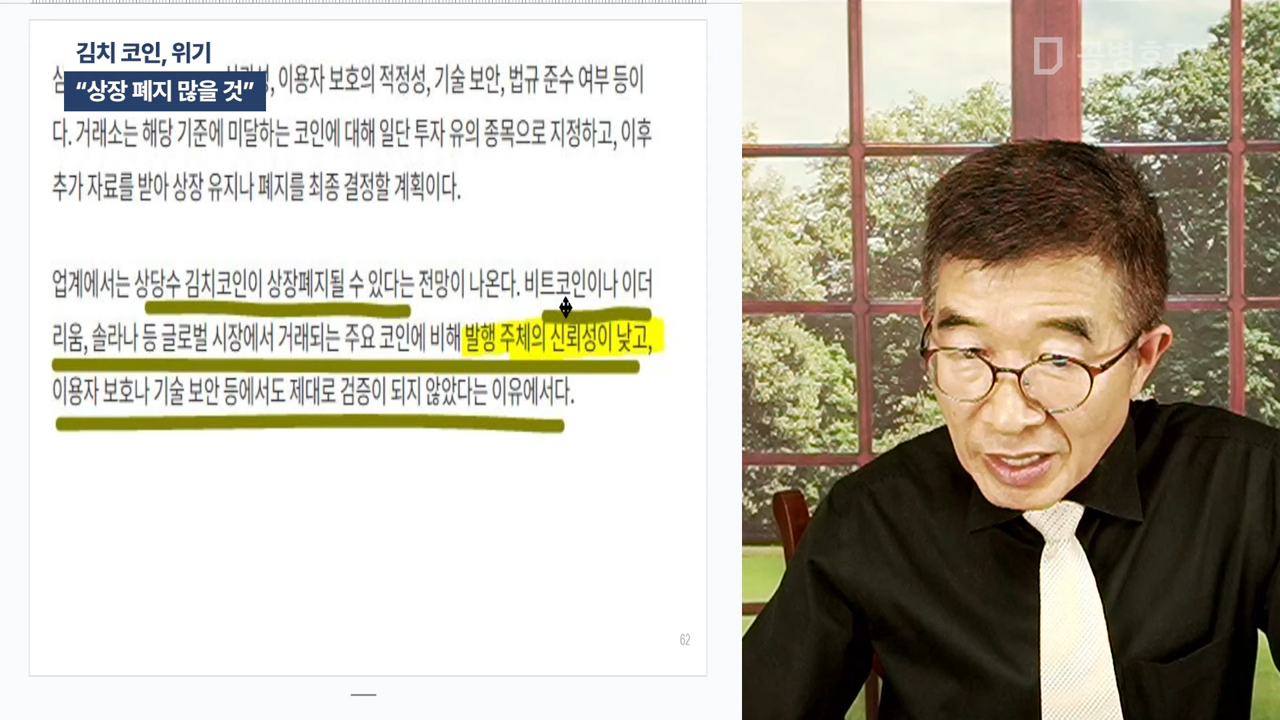 김치 코인, 위기
“상장 폐지 많을 것”
이용자 보호의 적정성, 기술 보안, 법규 준수 여부 등이
다. 거래소는 해당 기준에 미달하는 코인에 대해 일단 투자 유의 종목으로 지정하고, 이후
추가 자료를 받아 상장 유지나 폐지를 최종 결정할 계획이다.
업계에서는 상당수 김치코인이 상장폐지될 수 있다는 전망이 나온다. 비트코인이나 이더
리움, 솔라나 등 글로벌 시장에서 거래되는 주요 코인에 비해 발행 주체의 신뢰성이 낮고,
이용자 보호나 기술 보안 등에서도 제대로 검증이 되지 않았다는 이유에서다.
62